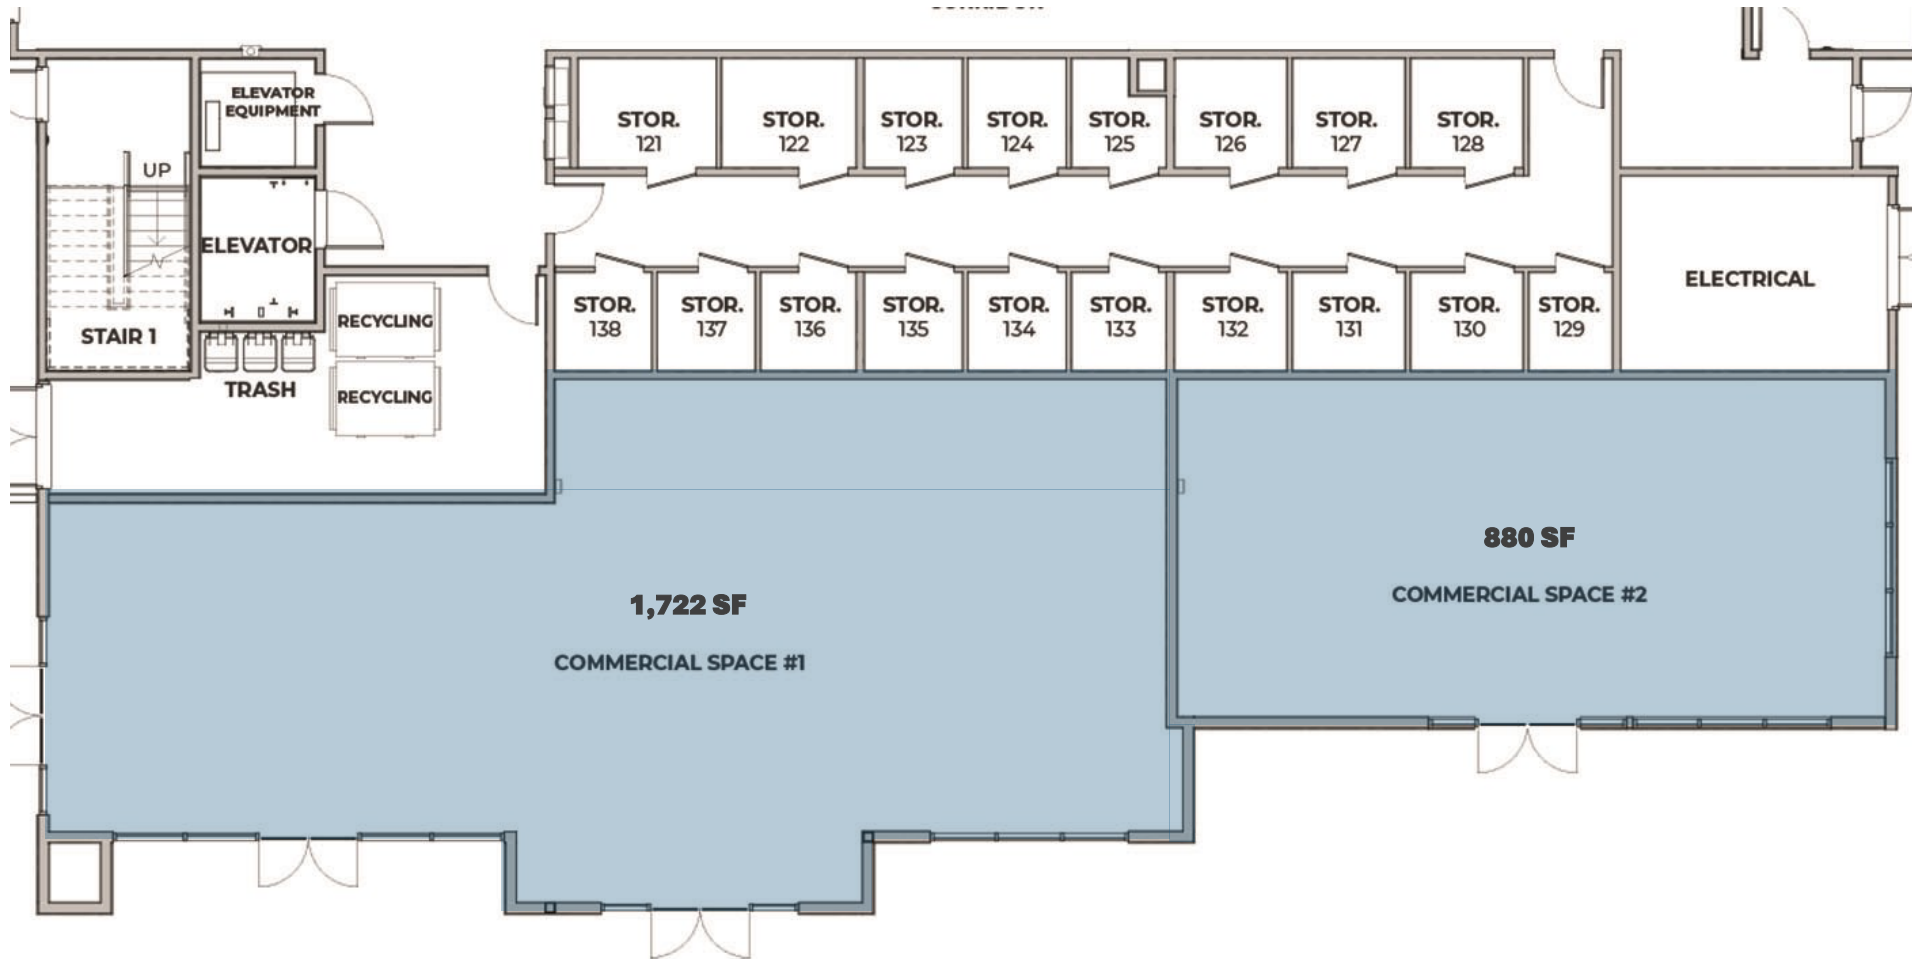 ELEVATOR
EQUIPMENT
STOR.
121
STOR.
122
STOR.
123
STOR.
124
STOR.
125
STOR.
126
STOR.
127
STOR.
128
UP
ELEVATOR
STAIR 1
TRASH
RECYCLING
RECYCLING
STOR.
138
STOR.
137
STOR.
136
STOR.
135
STOR.
134
STOR.
133
STOR.
132
STOR.
131
STOR.
130
STOR.
129
ELECTRICAL
1,722 SF
COMMERCIAL SPACE #1
880 SF
COMMERCIAL SPACE #2